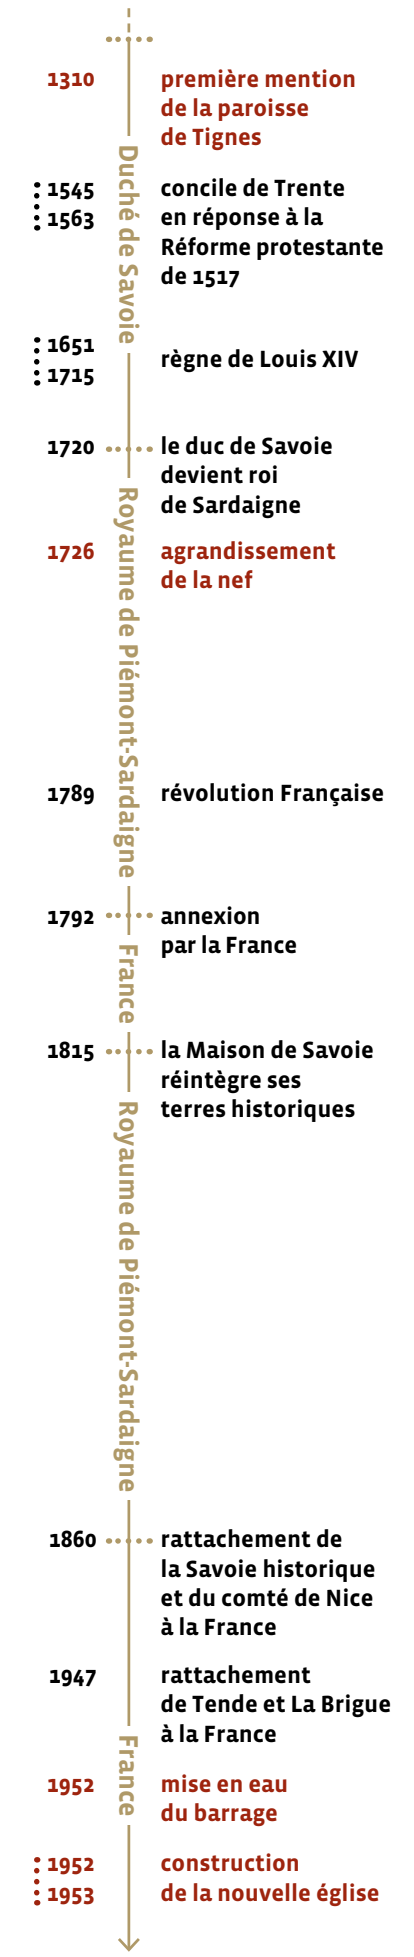 1310 première mention
de la paroisse
de Tignes
Duché de Savoie
1545 concile de Trente
1563 en réponse à la
Réforme protestante
de 1517
1651
1715
règne de Louis XIV
1720 le duc de Savoie
devient roi
de Sardaigne
Royaume de Piémont-Sardaigne
1726 agrandissement
de la nef
1789 révolution Française
1792 annexion
par la France
France
1815 la Maison de Savoie
réintègre ses
terres historiques
Royaume de Piémont-Sardaigne
1860 rattachement de
la Savoie historique
et du comté de Nice
à la France
1947 rattachement
de Tende et La Brigue
à la France
France
1952 mise en eau
du barrage
1952 construction
1953 de la nouvelle église